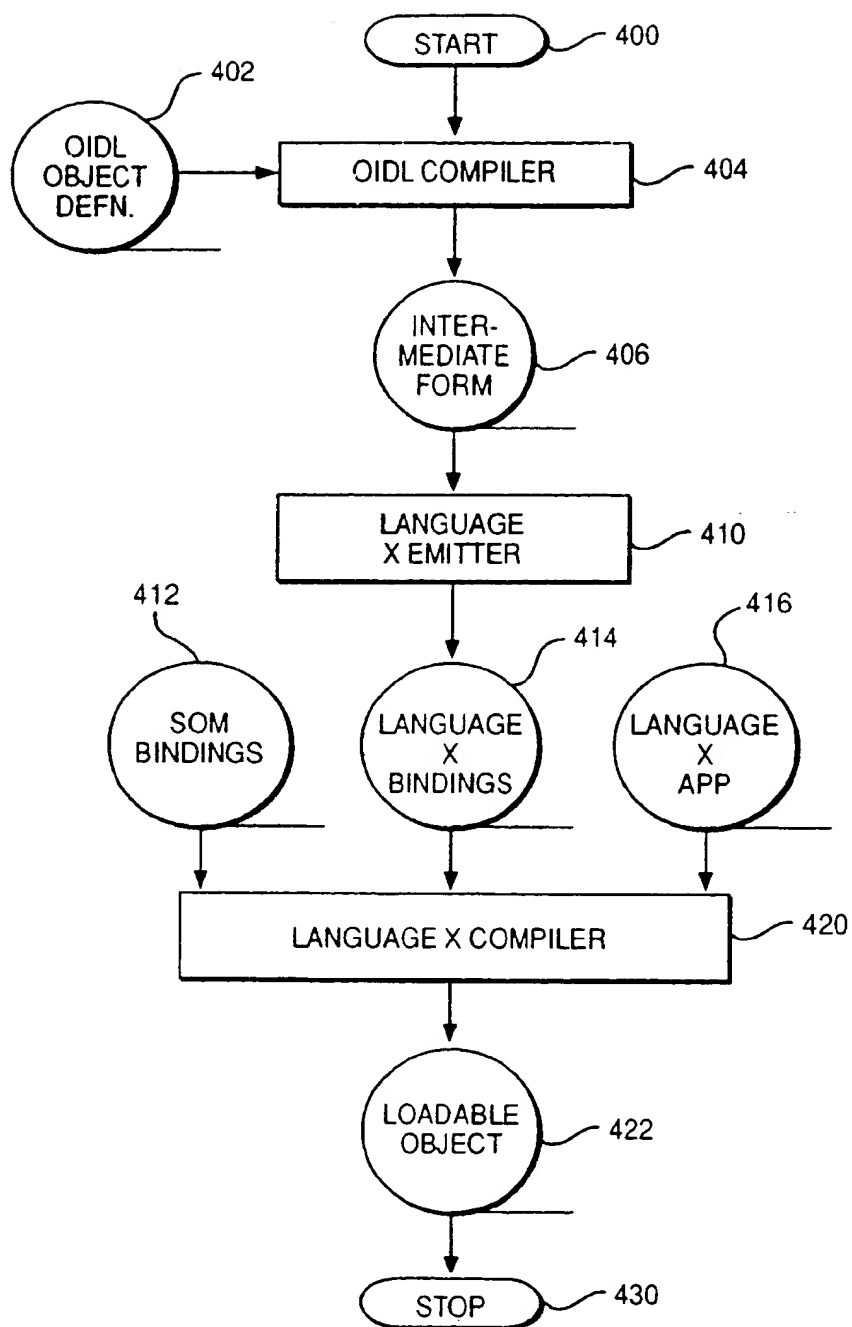 START
400
402
OIDL
OBJECT
DEFN.
OIDL COMPILER
404
INTER-
MEDIATE
FORM
406
LANGUAGE
X EMITTER
410
412
SOM
BINDINGS
414
LANGUAGE
X
BINDINGS
416
LANGUAGE
X
APP
LANGUAGE X COMPILER
420
LOADABLE
OBJECT
422
STOP
430